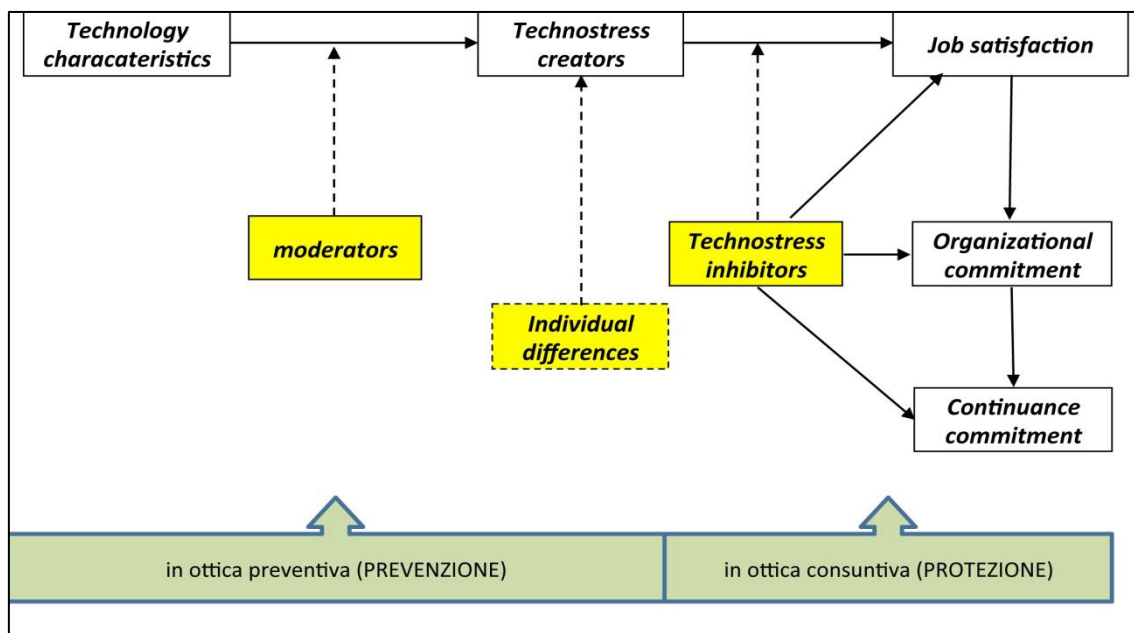 Technology
characateristics
Technostress
creators
Job satisfaction
moderators
Technostress
inhibitors
Organizational
commitment
Individual
differences
Continuance
commitment
in ottica preventiva (PREVENZIONE)
in ottica consuntiva (PROTEZIONE)